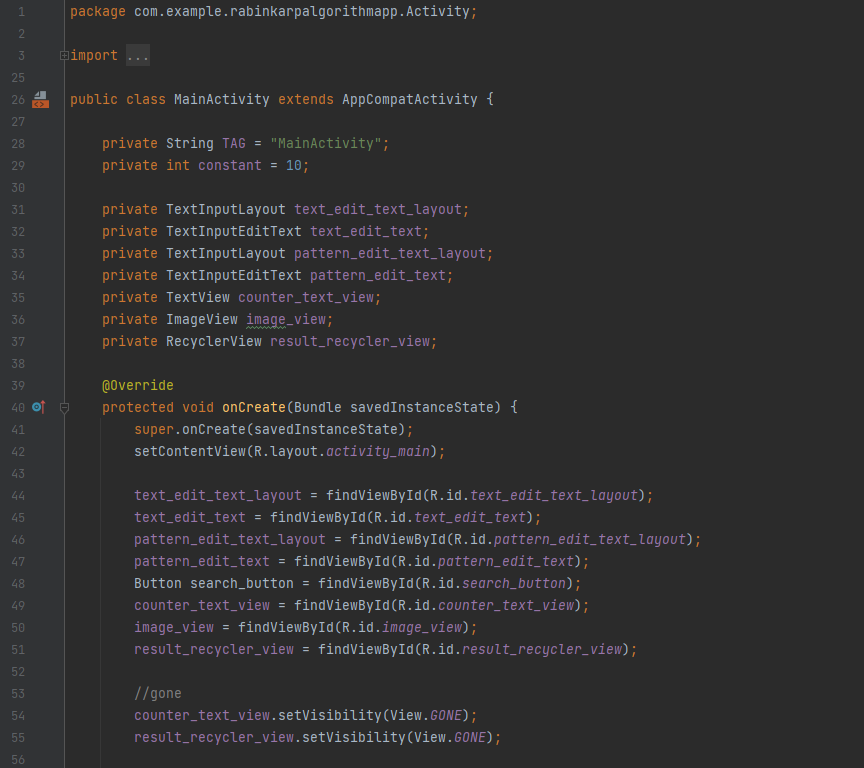 1 package com.example.rabinkarpalgorithmapp.Activity;
2
3 import ...
25
26 public class MainActivity extends AppCompatActivity {
27
28 private String TAG = "MainActivity";
29 private int constant = 10;
30
31 private TextInputLayout text_edit_text_layout;
32 private TextInputEditText text_edit_text;
33 private TextInputLayout pattern_edit_text_layout;
34 private TextInputEditText pattern_edit_text;
35 private TextView counter_text_view;
36 private ImageView image_view;
37 private RecyclerView result_recycler_view;
38
39 @Override
40 protected void onCreate(Bundle savedInstanceState) {
41 super.onCreate(savedInstanceState);
42 setContentView(R.layout.activity_main);
43
44 text_edit_text_layout = findViewById(R.id.text_edit_text_layout);
45 text_edit_text = findViewById(R.id.text_edit_text);
46 pattern_edit_text_layout = findViewById(R.id.pattern_edit_text_layout);
47 pattern_edit_text = findViewById(R.id.pattern_edit_text);
48 Button search_button = findViewById(R.id.search_button);
49 counter_text_view = findViewById(R.id.counter_text_view);
50 image_view = findViewById(R.id.image_view);
51 result_recycler_view = findViewById(R.id.result_recycler_view);
52
53 //gone
54 counter_text_view.setVisibility(View.GONE);
55 result_recycler_view.setVisibility(View.GONE);
56